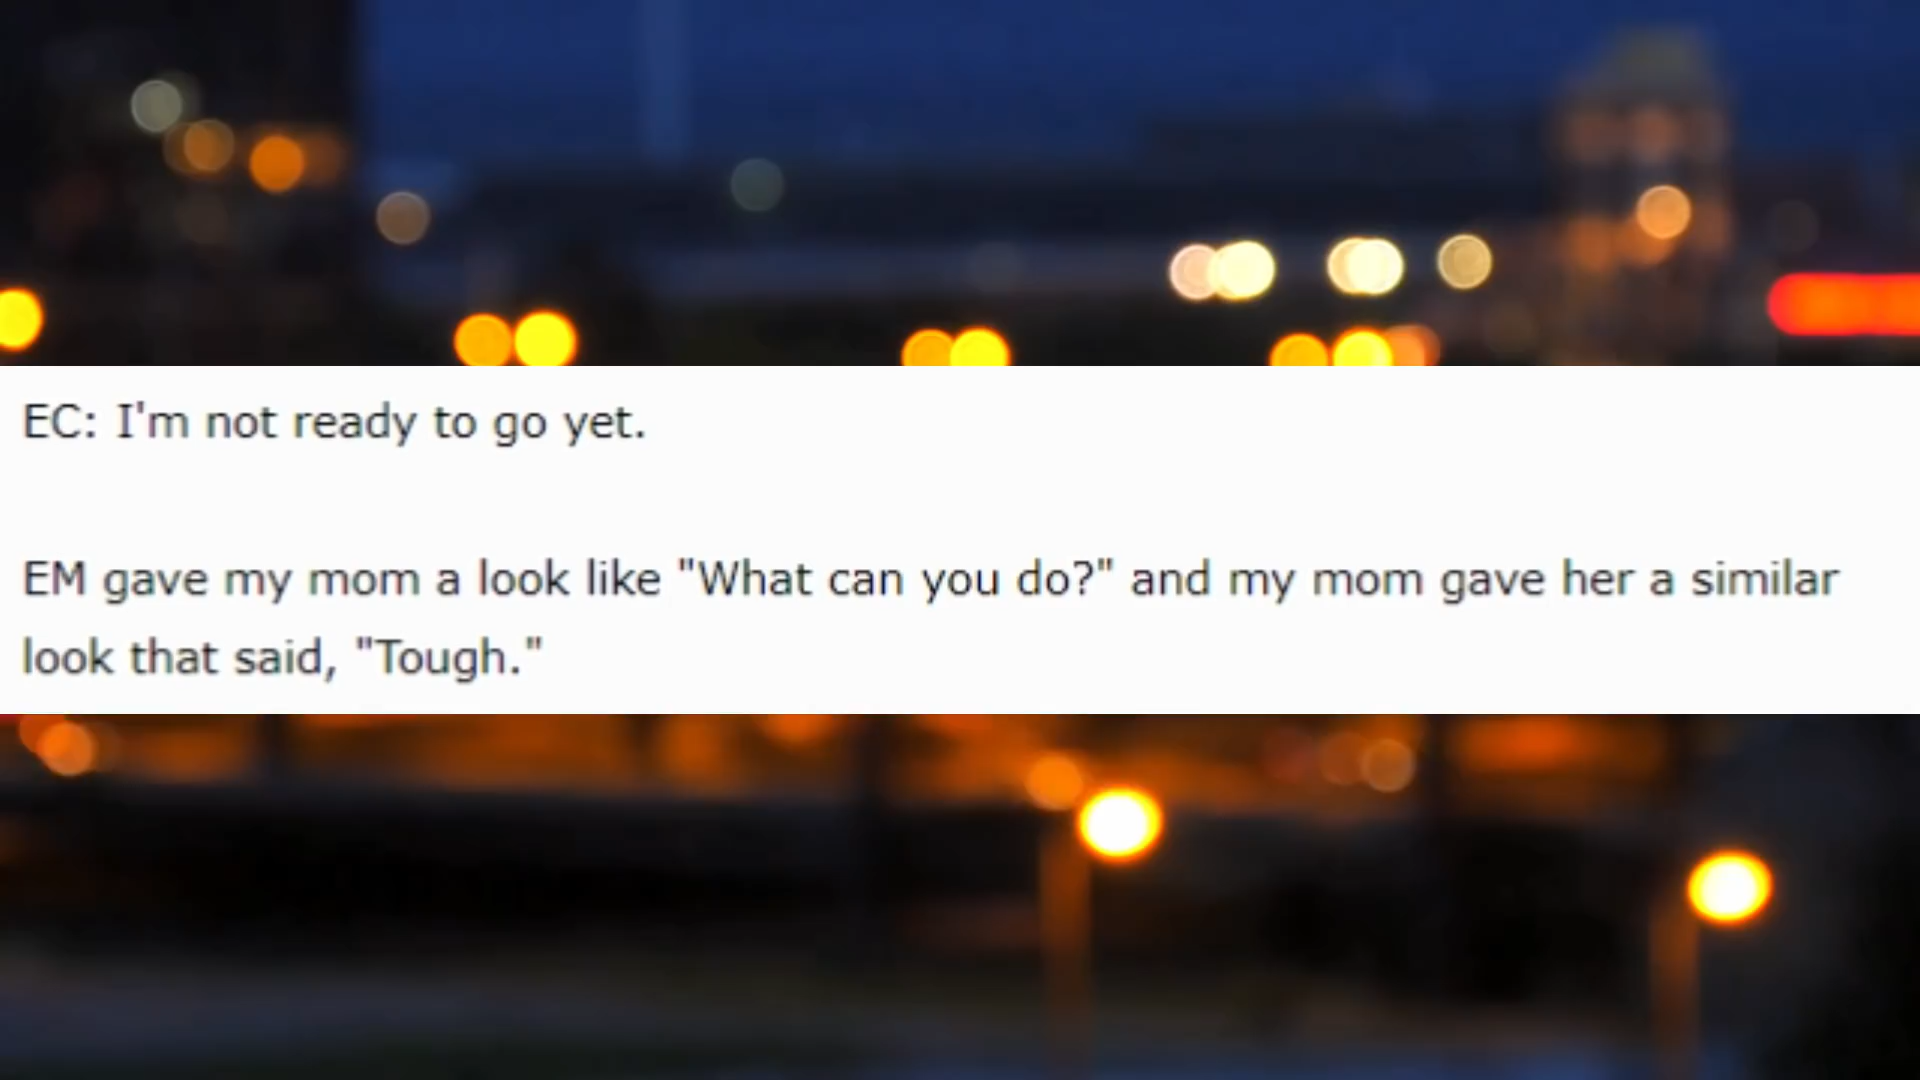 EC: I'm not ready to go yet.
EM gave my mom a look like "What can you do?" and my mom gave her a similar
look that said, "Tough."